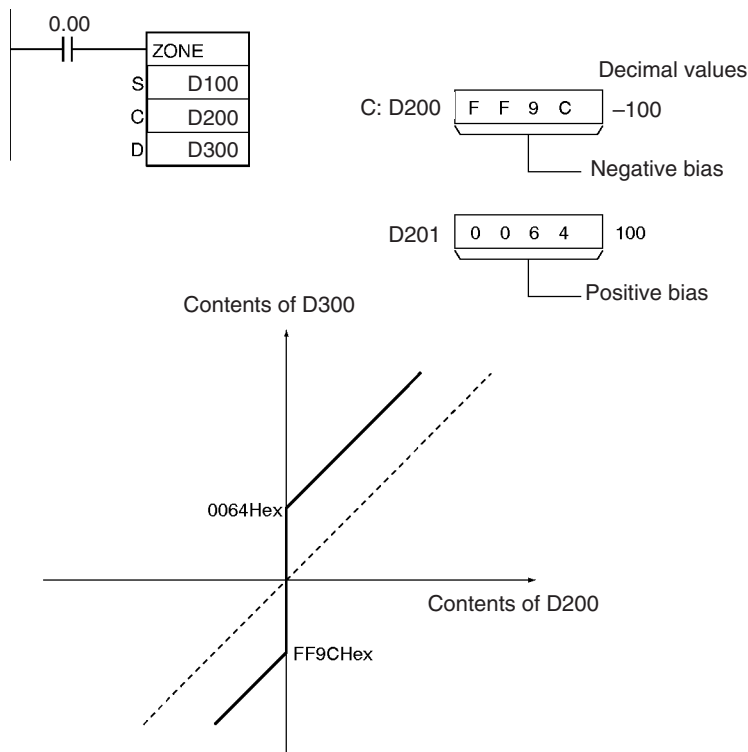 0.00
ZONE
S D100
C D200
D D300
Decimal values
C: D200 F F 9 C –100
Negative bias
D201 0 0 6 4 100
Positive bias
Contents of D300
0064Hex
Contents of D200
FF9CHex